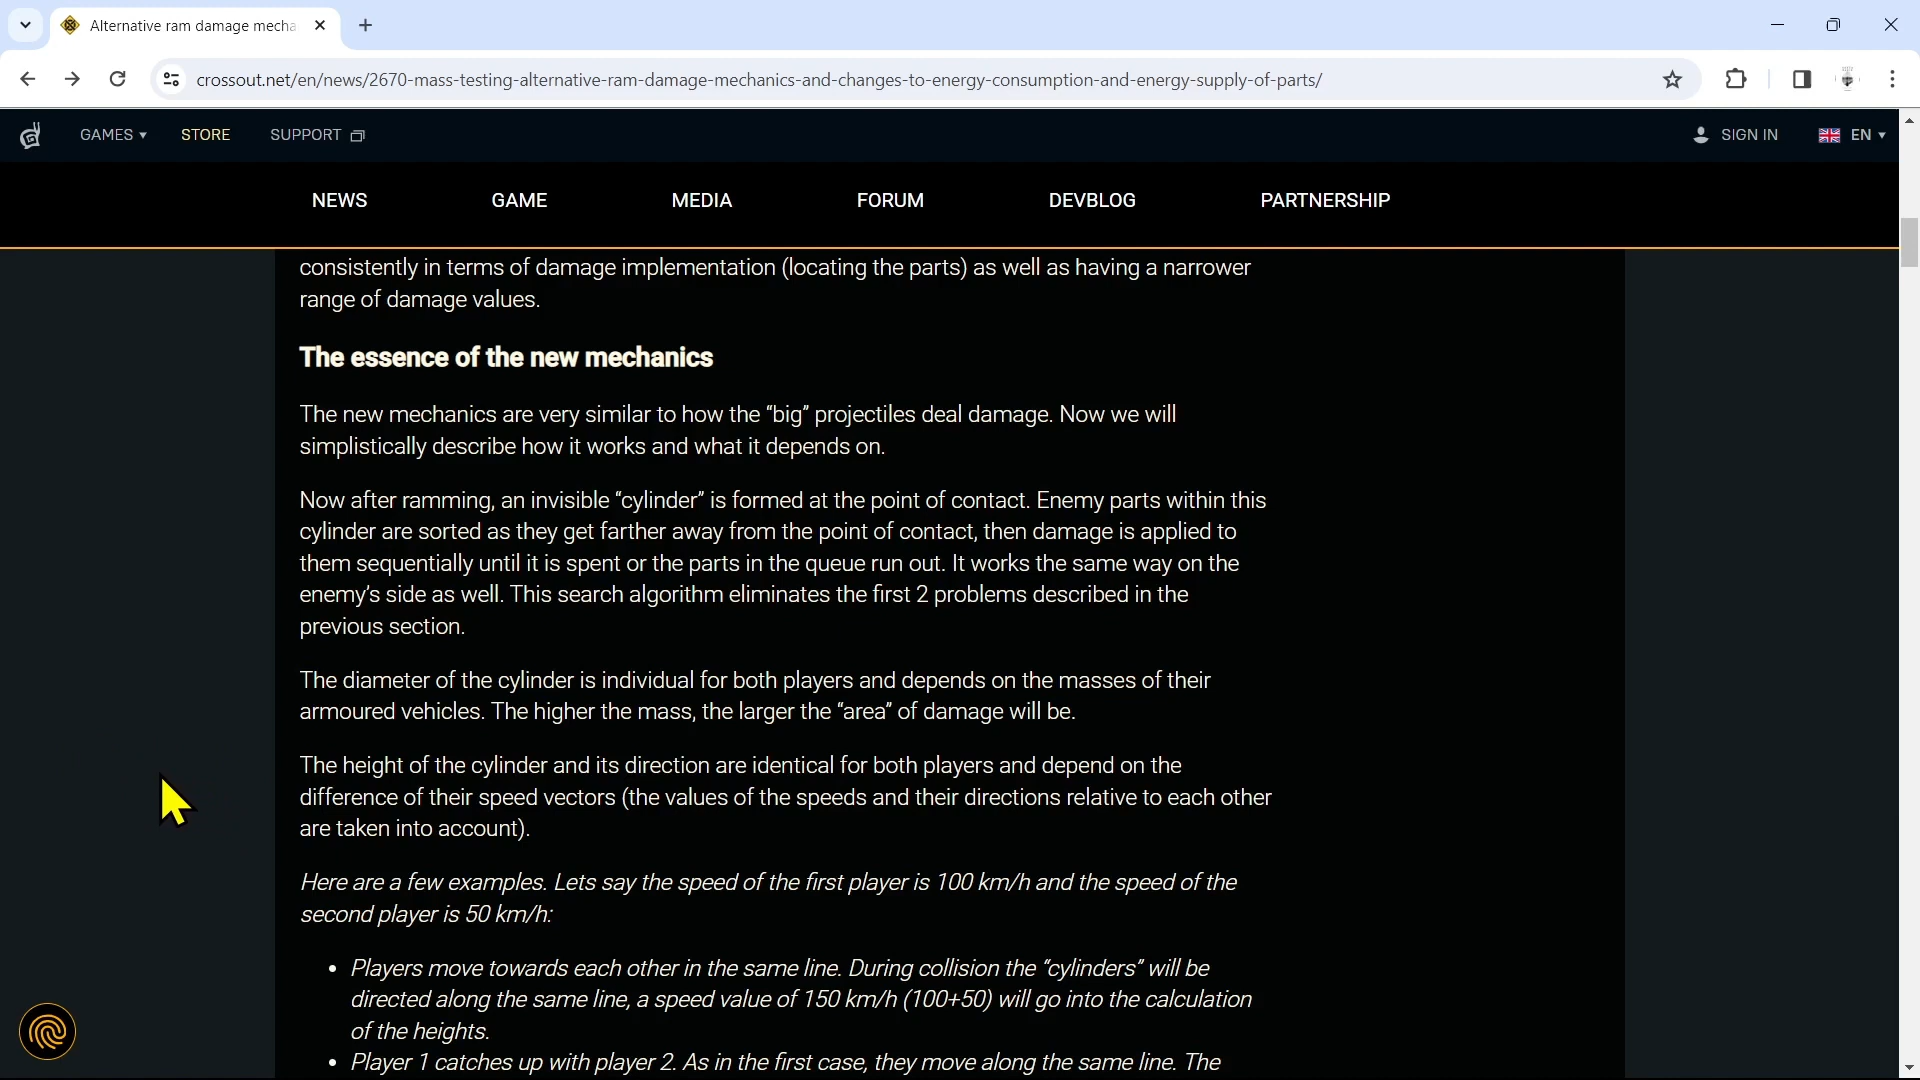 Alternative ram damage mecha
crossout.net/en/news/2670-mass-testing-alternative-ram-damage-mechanics-and-changes-to-energy-consumption-and-energy-supply-of-parts/
GAMES STORE SUPPORT SIGN IN EN
NEWS GAME MEDIA FORUM DEVBLOG PARTNERSHIP
consistently in terms of damage implementation (locating the parts) as well as having a narrower
range of damage values.
The essence of the new mechanics
The new mechanics are very similar to how the “big” projectiles deal damage. Now we will
simplistically describe how it works and what it depends on.
Now after ramming, an invisible “cylinder” is formed at the point of contact. Enemy parts within this
cylinder are sorted as they get farther away from the point of contact, then damage is applied to
them sequentially until it is spent or the parts in the queue run out. It works the same way on the
enemy’s side as well. This search algorithm eliminates the first 2 problems described in the
previous section.
The diameter of the cylinder is individual for both players and depends on the masses of their
armoured vehicles. The higher the mass, the larger the “area” of damage will be.
The height of the cylinder and its direction are identical for both players and depend on the
difference of their speed vectors (the values of the speeds and their directions relative to each other
are taken into account).
Here are a few examples. Lets say the speed of the first player is 100 km/h and the speed of the
second player is 50 km/h:
• Players move towards each other in the same line. During collision the “cylinders” will be
directed along the same line, a speed value of 150 km/h (100+50) will go into the calculation
of the heights.
• Player 1 catches up with player 2. As in the first case, they move along the same line. The